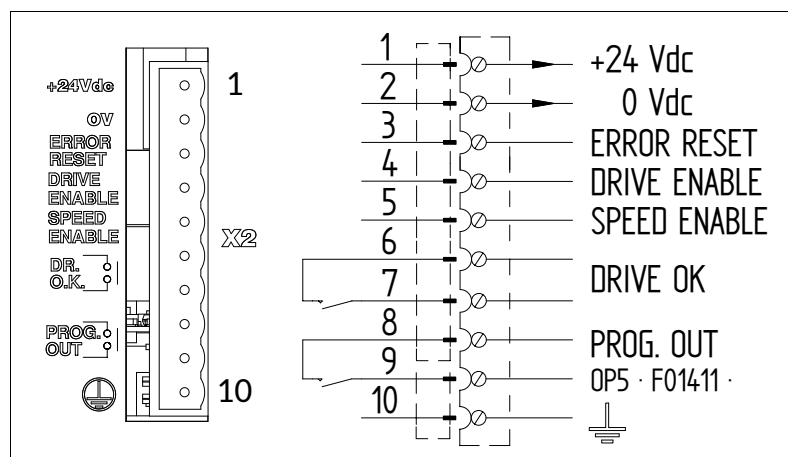 +24Vdc
0V
ERROR
RESET
DRIVE
ENABLE
SPEED
ENABLE
DR.
O.K.
PROG.
OUT
1
X2
10
1 +24 Vdc
2 0 Vdc
3 ERROR RESET
4 DRIVE ENABLE
5 SPEED ENABLE
6
DRIVE OK
7
8
PROG. OUT
9 OP5 · F01411 ·
10